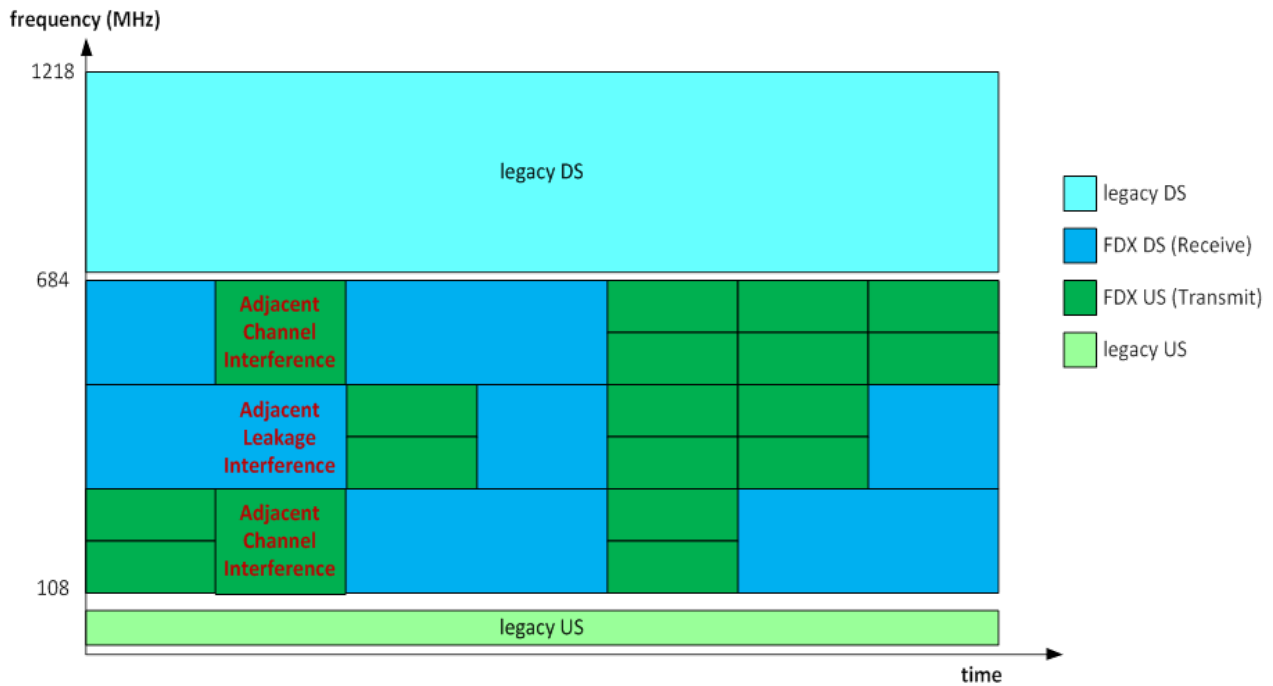 frequency (MHz)
1218
legacy DS
legacy DS
FDX DS (Receive)
FDX US (Transmit)
legacy US
684
Adjacent
Channel
Interference
Adjacent
Leakage
Interference
Adjacent
Channel
Interference
108
legacy US
time